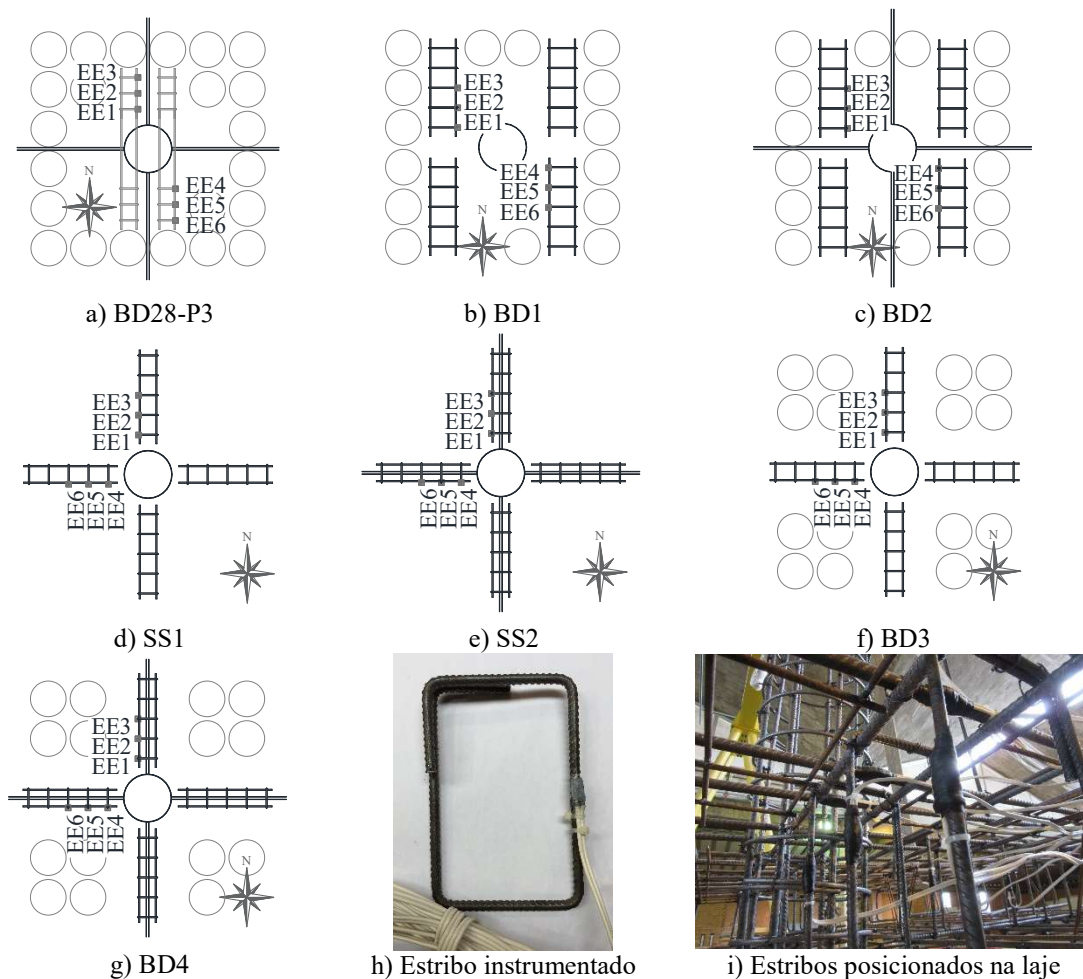 EE3
EE2
EE1
EE4
EE5
EE6
a) BD28-P3
EE3
EE2
EE1
EE4
EE5
EE6
N
b) BD1
EE3
EE2
EE1
EE4
EE5
EE6
N
c) BD2
EE3
EE2
EE1
EE6
EE5
EE4
N
d) SS1
EE3
EE2
EE1
EE6
EE5
EE4
N
e) SS2
EE3
EE2
EE1
EE6
EE5
EE4
N
f) BD3
EE3
EE2
EE1
EE6
EE5
EE4
N
g) BD4
h) Estribo instrumentado
i) Estribos posicionados na laje